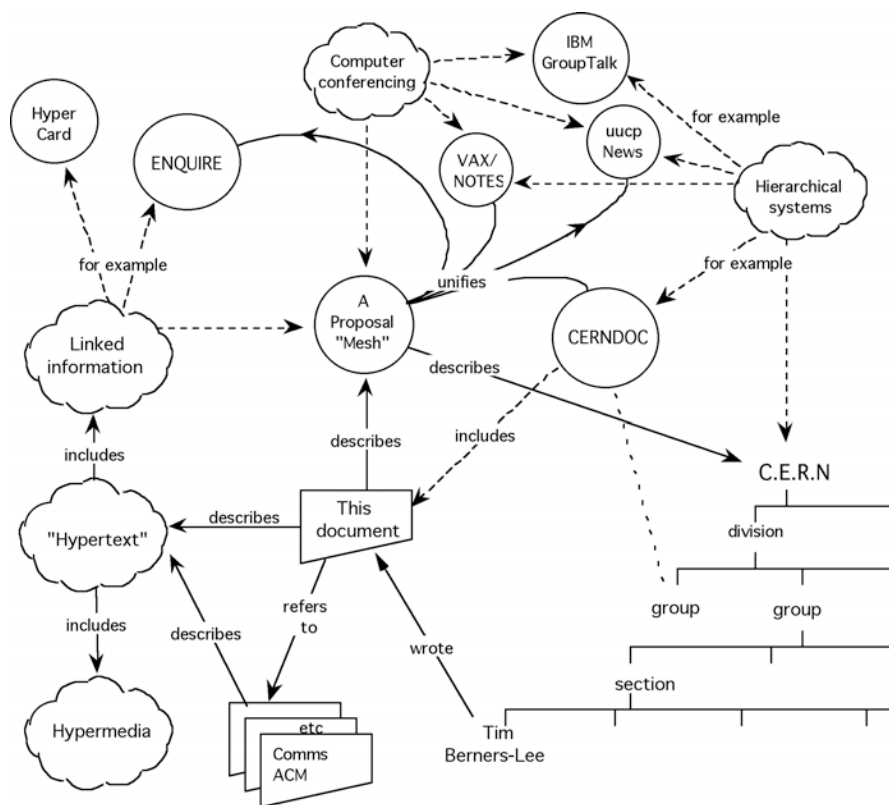 Computer
conferencing
IBM
GroupTalk
Hyper
Card
ENQUIRE
VAX/
NOTES
uucp
News
for example
Hierarchical
systems
for example
unifies
for example
A
Proposal
"Mesh"
CERNDOC
Linked
information
describes
includes
describes
includes
C.E.R.N
This
document
describes
"Hypertext"
division
refers
to
group
group
includes
describes
wrote
section
Hypermedia
etc
Comms
ACM
Tim
Berners-Lee